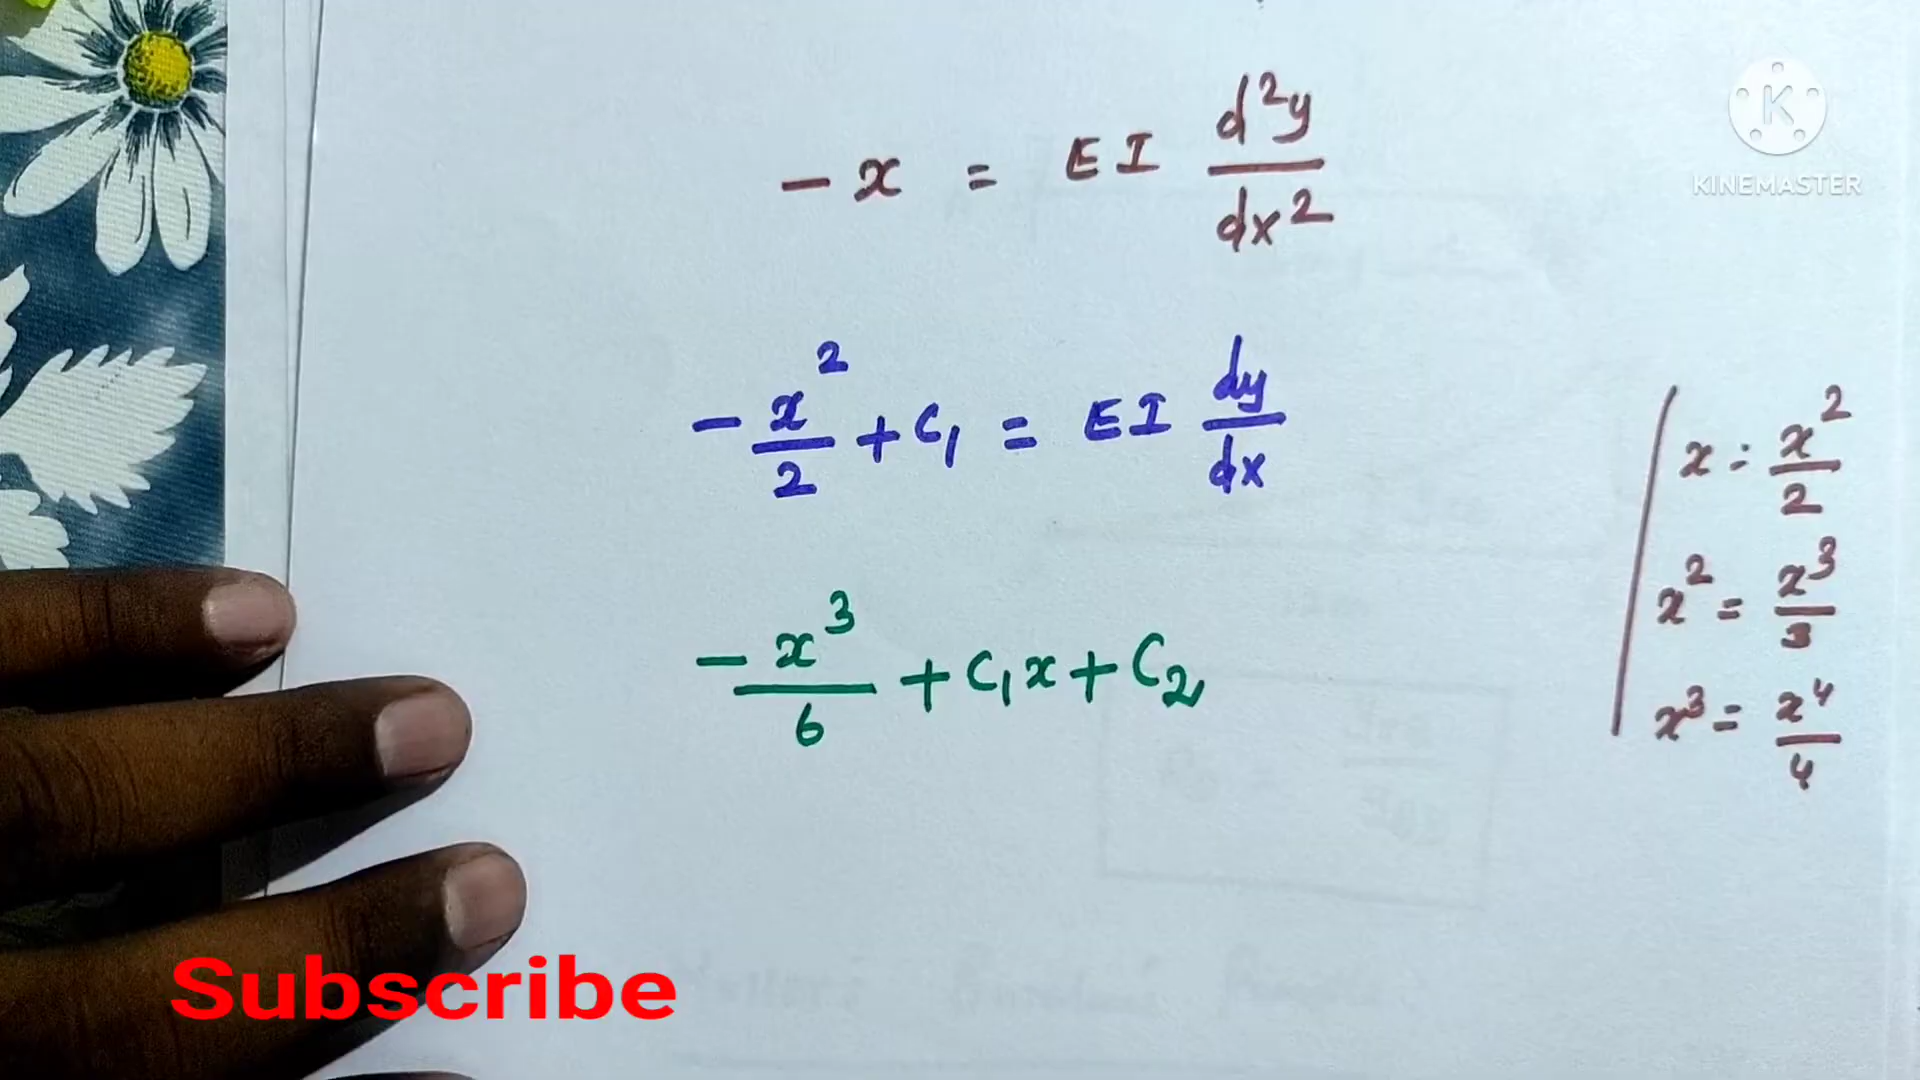 -x = EI d²y/dx²
KINEMASTER
-x²/2 + C₁ = EI dy/dx
x = x²/2
x² = x³/3
-x³/6 + C₁x + C₂
x³ = x⁴/4
Subscribe